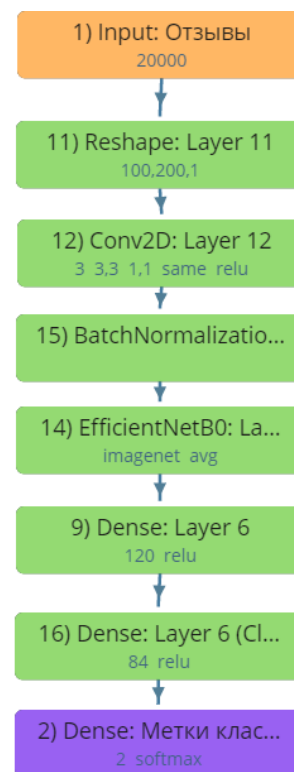 1) Input: Отзывы
20000
11) Reshape: Layer 11
100,200,1
12) Conv2D: Layer 12
3 3,3 1,1 same relu
15) BatchNormalizatio...
14) EfficientNetB0: La...
imagenet avg
9) Dense: Layer 6
120 relu
16) Dense: Layer 6 (Cl...
84 relu
2) Dense: Метки клас...
2 softmax